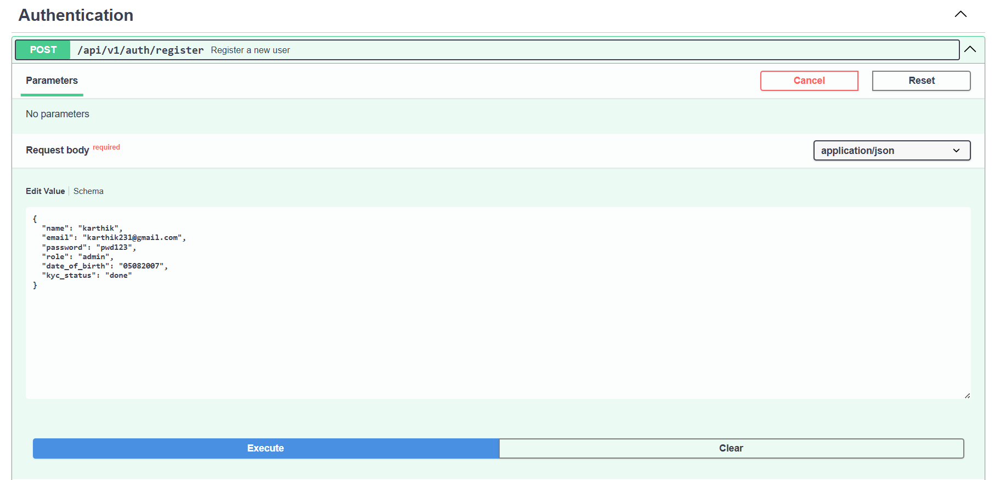 Authentication
POST /api/v1/auth/register Register a new user
Parameters
Cancel
Reset
No parameters
Request body required
application/json
Edit Value | Schema
{
  "name": "karthik",
  "email": "karthik231@gmail.com",
  "password": "pwd123",
  "role": "admin",
  "date_of_birth": "05082007",
  "kyc_status": "done"
}
Execute
Clear